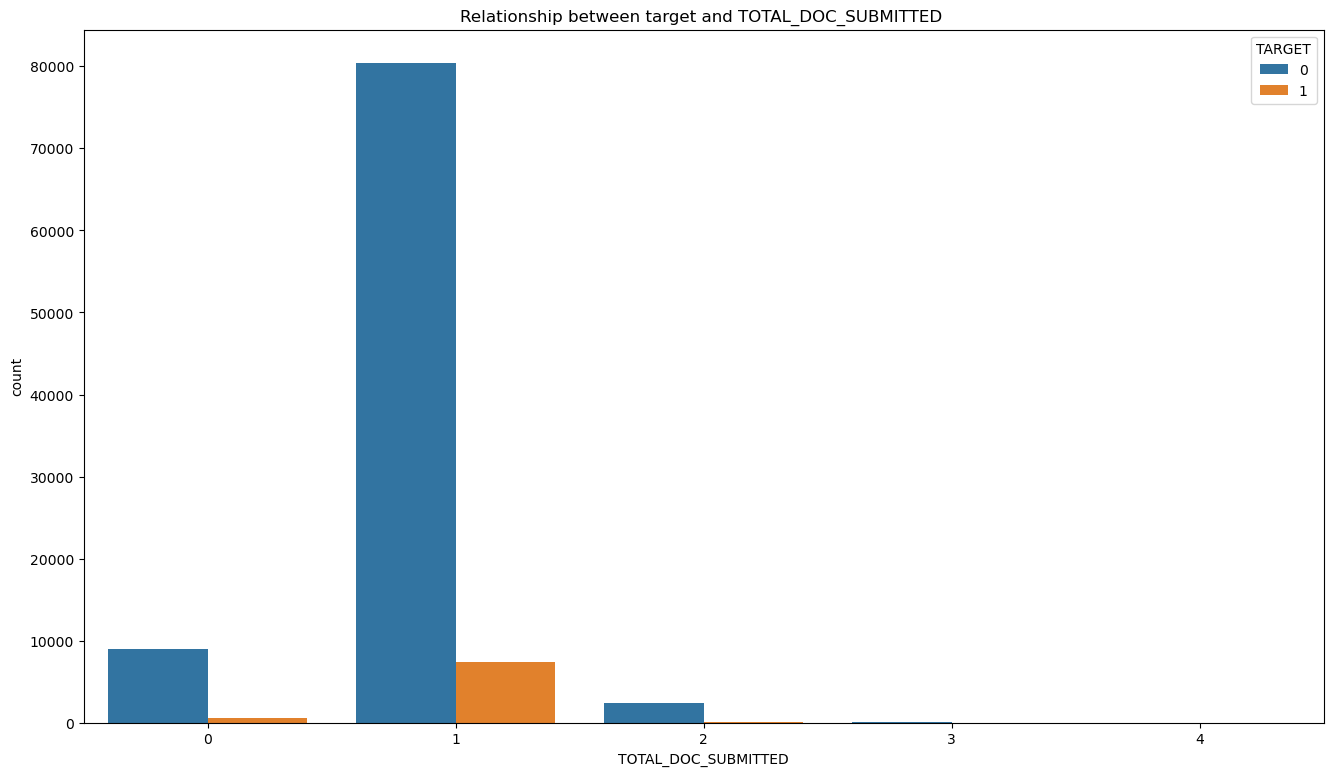 Relationship between target and TOTAL_DOC_SUBMITTED
TARGET
0
1
80000
70000
60000
50000
40000
30000
20000
10000
0
count
0 1 2 3 4
TOTAL_DOC_SUBMITTED